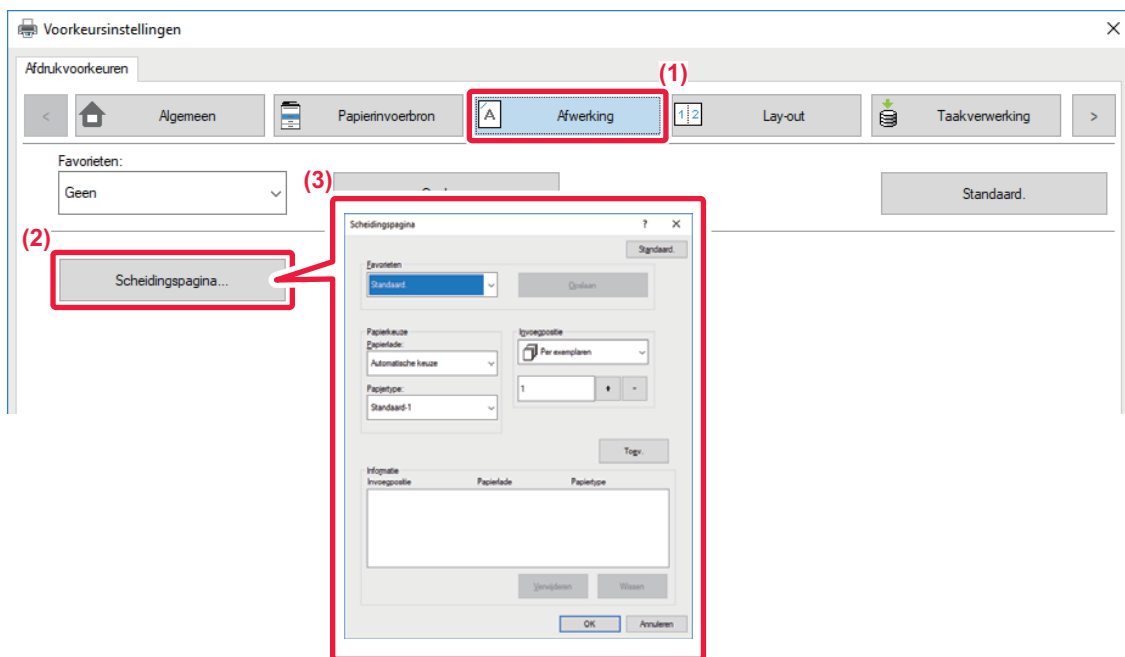 Voorkeursinstellingen
Afdrukvoorkeuren
(1)
< Algemeen Papierinvoerbron A Afwerking 1 2 Lay-out Taakverwerking >
Favorieten:
Geen
(3)
Standaard.
(2)
Scheidingspagina...
Scheidingspagina ?
Standaard.
Favorieten
Standaard. Opslaan
Papierkeuze Invoegpositie
Papierlade:
Automatische keuze Per exemplaren
Papiertype: 1 + -
Standaard-1
Toev.
Informatie
Invoegpositie Papierlade Papiertype
Verwijderen Wissen
OK Annuleren